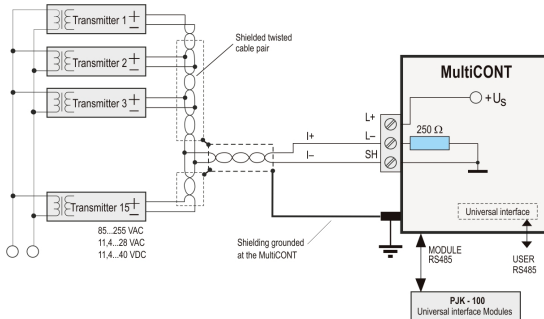 Transmitter 1
+
−
Transmitter 2
+
−
Transmitter 3
+
−
Transmitter 15
+
−
85...255 VAC
11,4...28 VAC
11,4...40 VDC
Shielded twisted
cable pair
I+
I–
Shielding grounded
at the MultiCONT
L+
L–
SH
MultiCONT
+US
250 Ω
Universal interface
MODULE
RS485
USER
RS485
PJK - 100
Universal interface Modules